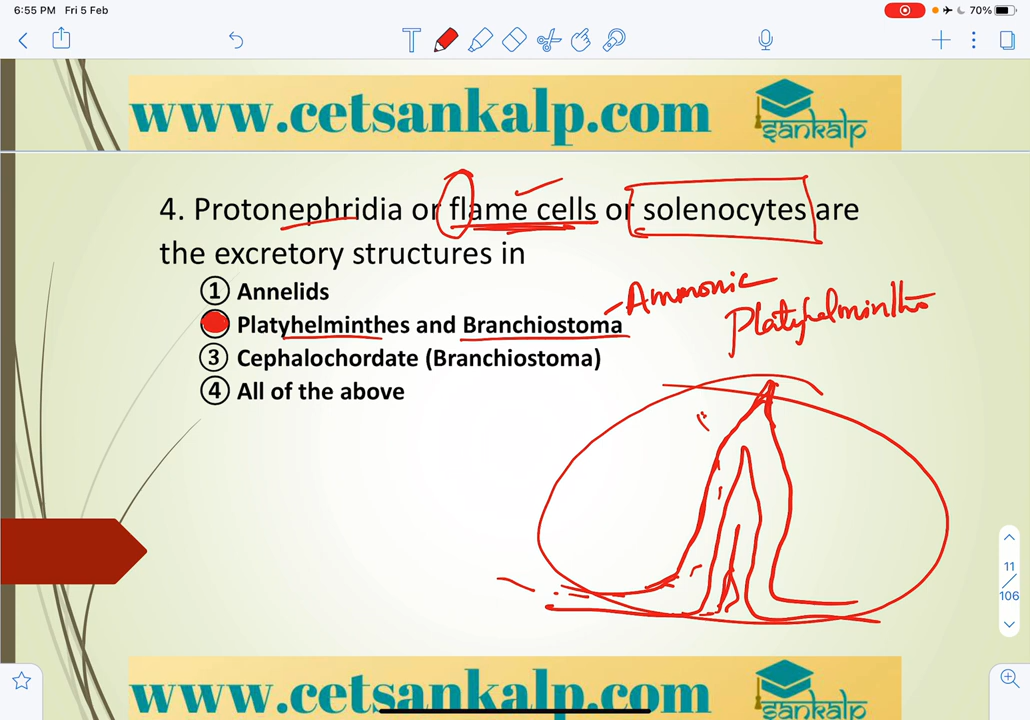 6:55 PM Fri 5 Feb
70%
www.cetsankalp.com
sankalp
4. Protonephridia or flame cells or solenocytes are
the excretory structures in
1 Annelids
Platyhelminthes and Branchiostoma
3 Cephalochordate (Branchiostoma)
4 All of the above
Ammonic
Platyhelminths
11
106
www.cetsankalp.com
sankalp